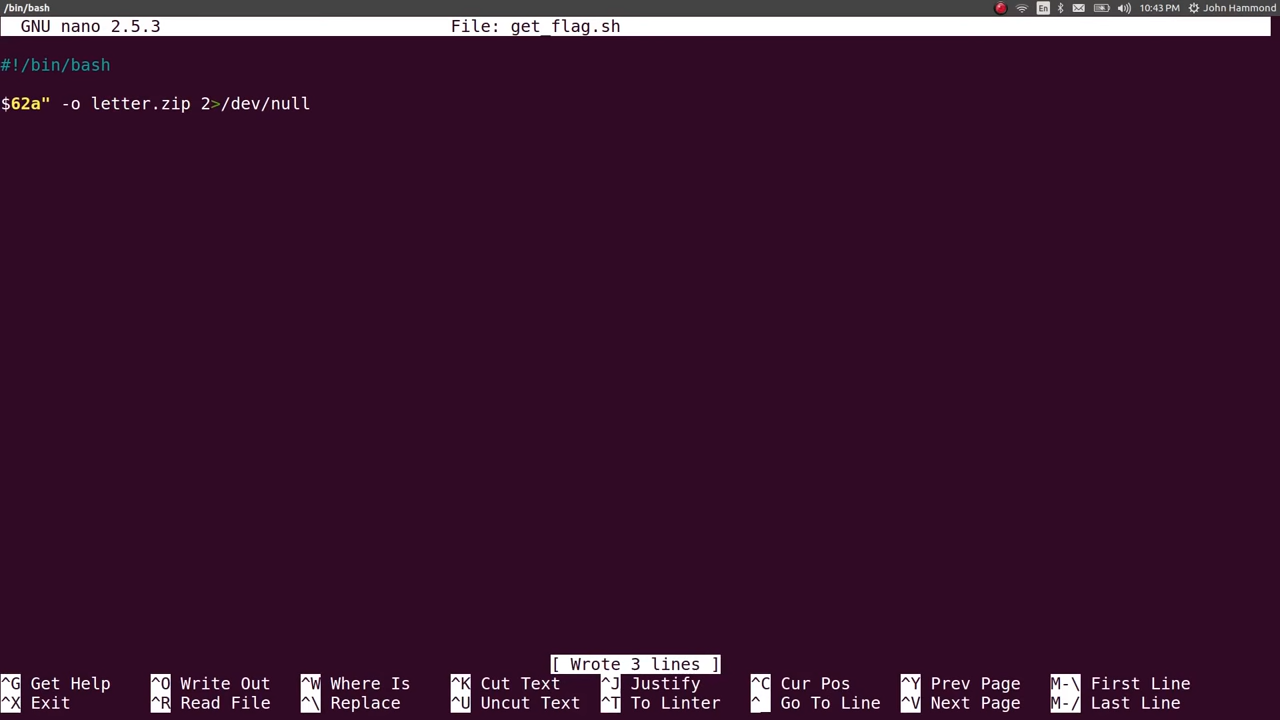 /bin/bash
En 10:43 PM John Hammond
GNU nano 2.5.3 File: get_flag.sh
#!/bin/bash
$62a" -o letter.zip 2>/dev/null
[ Wrote 3 lines ]
^G Get Help ^O Write Out ^W Where Is ^K Cut Text ^J Justify ^C Cur Pos ^Y Prev Page M-\ First Line
^X Exit ^R Read File ^\ Replace ^U Uncut Text ^T To Linter ^_ Go To Line ^V Next Page M-/ Last Line